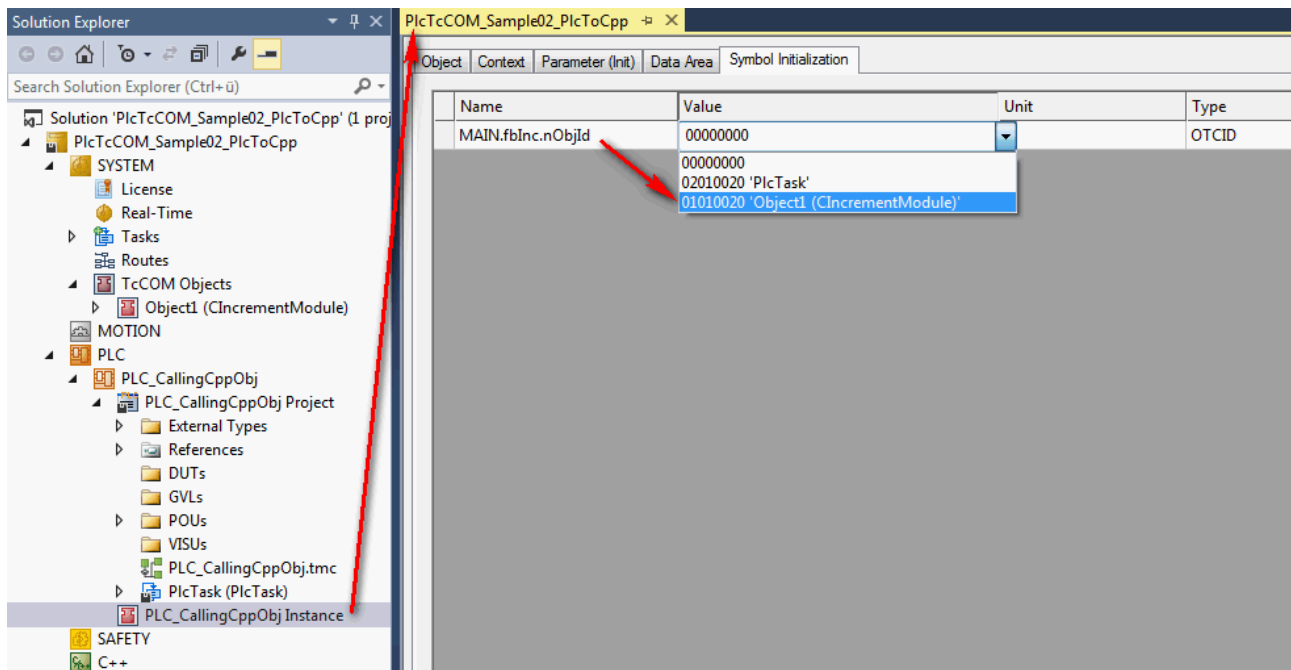 Solution Explorer
Search Solution Explorer (Ctrl+ü)
Solution 'PlcTcCOM_Sample02_PlcToCpp' (1 proj
PlcTcCOM_Sample02_PlcToCpp
SYSTEM
License
Real-Time
Tasks
Routes
TcCOM Objects
Object1 (CIncrementModule)
MOTION
PLC
PLC_CallingCppObj
PLC_CallingCppObj Project
External Types
References
DUTs
GVLs
POUs
VISUs
PLC_CallingCppObj.tmc
PlcTask (PlcTask)
PLC_CallingCppObj Instance
SAFETY
C++
PlcTcCOM_Sample02_PlcToCpp
Object Context Parameter (Init) Data Area Symbol Initialization
Name Value Unit Type
MAIN.fbInc.nObjId 00000000 OTCID
00000000
02010020 'PlcTask'
01010020 'Object1 (CIncrementModule)'